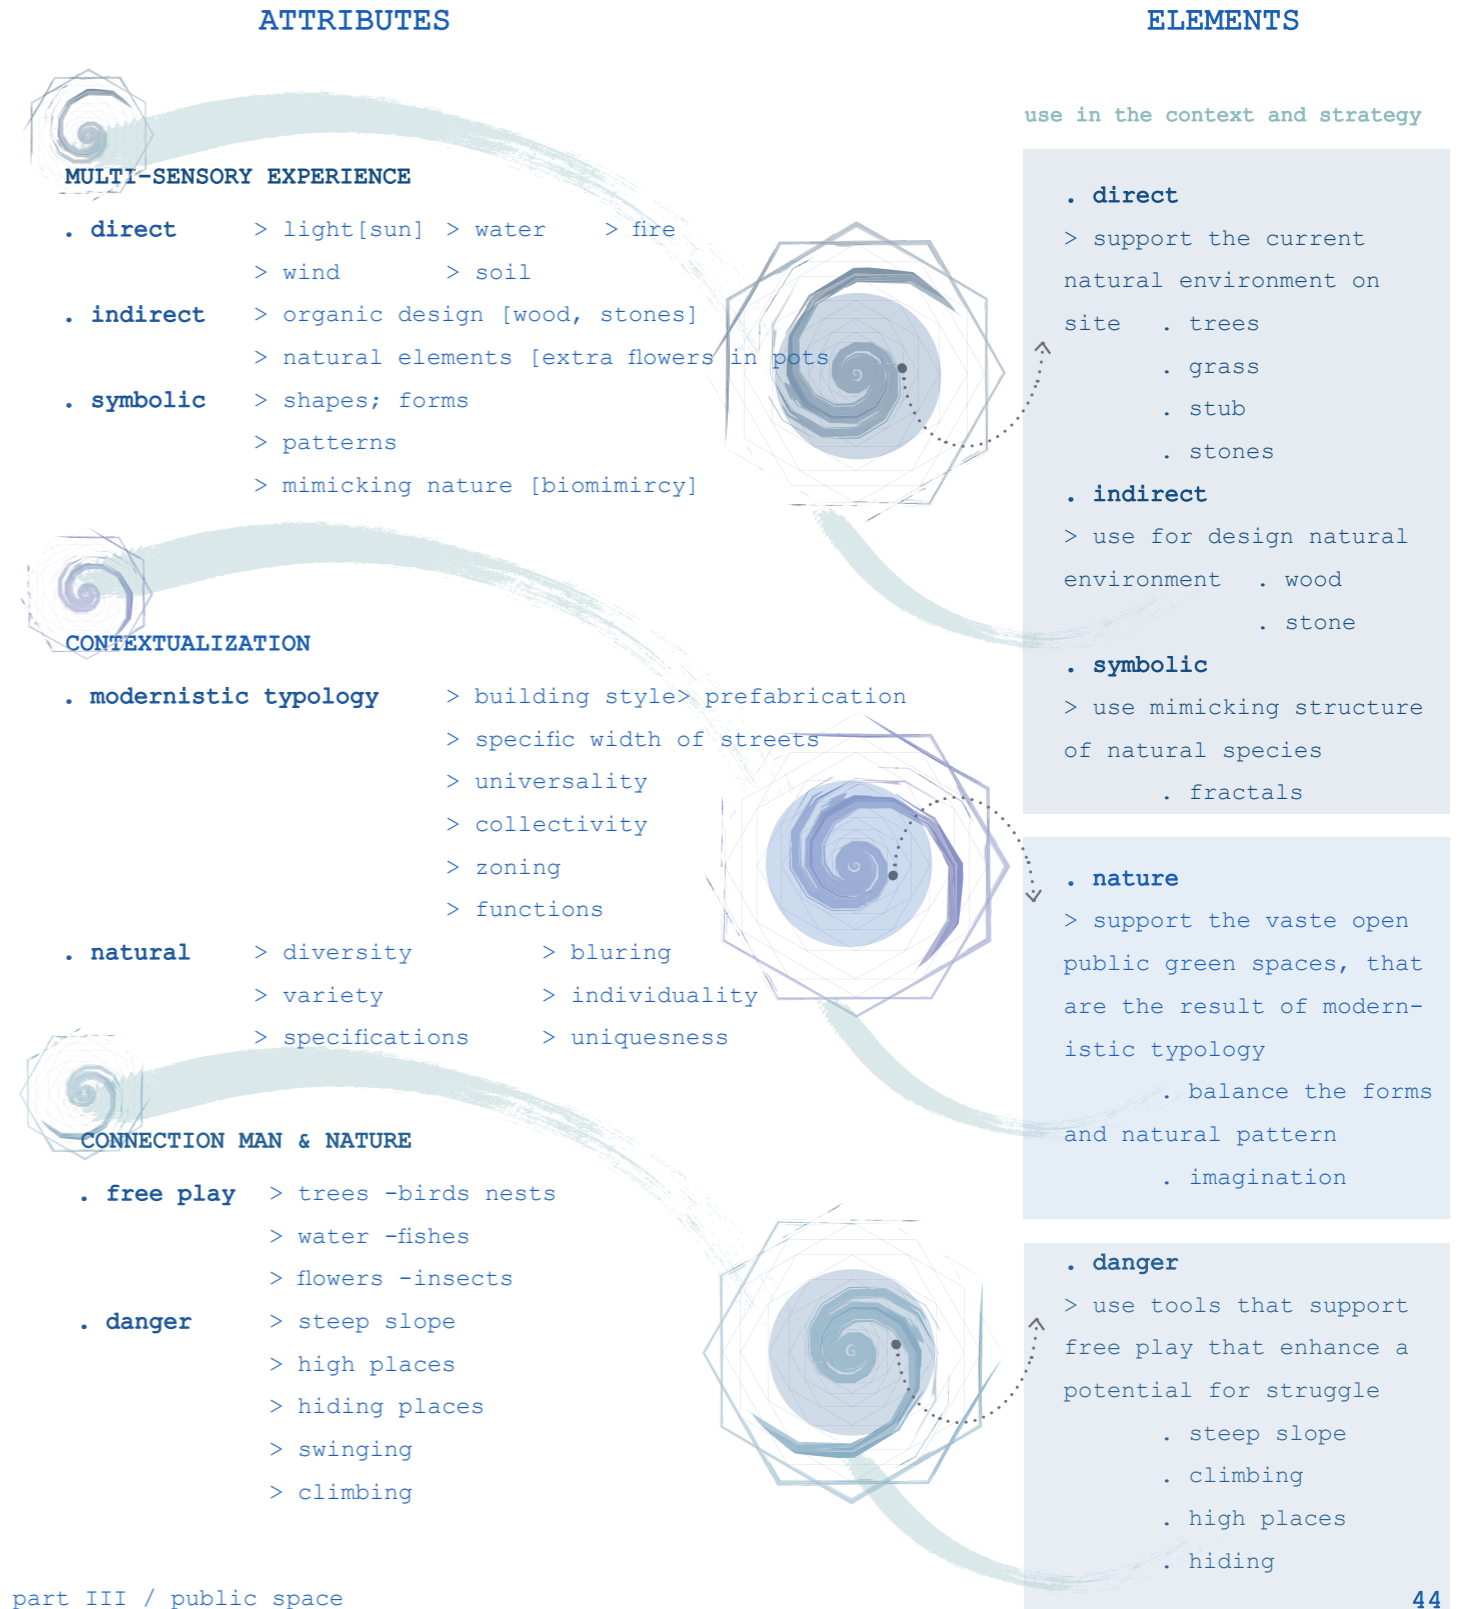 ATTRIBUTES
MULTI-SENSORY EXPERIENCE
. direct > light[sun] > water > fire
> wind > soil
. indirect > organic design [wood, stones]
> natural elements [extra flowers in pots
. symbolic > shapes; forms
> patterns
> mimicking nature [biomimircy]
CONTEXTUALIZATION
. modernistic typology > building style> prefabrication
> specific width of streets
> universality
> collectivity
> zoning
> functions
. natural > diversity > bluring
> variety > individuality
> specifications > uniquesness
CONNECTION MAN & NATURE
. free play > trees -birds nests
> water -fishes
> flowers -insects
. danger > steep slope
> high places
> hiding places
> swinging
> climbing
ELEMENTS
use in the context and strategy
. direct
> support the current
natural environment on
site . trees
. grass
. stub
. stones
. indirect
> use for design natural
environment . wood
. stone
. symbolic
> use mimicking structure
of natural species
. fractals
. nature
> support the vaste open
public green spaces, that
are the result of modern-
istic typology
. balance the forms
and natural pattern
. imagination
. danger
> use tools that support
free play that enhance a
potential for struggle
. steep slope
. climbing
. high places
. hiding
part III / public space
44